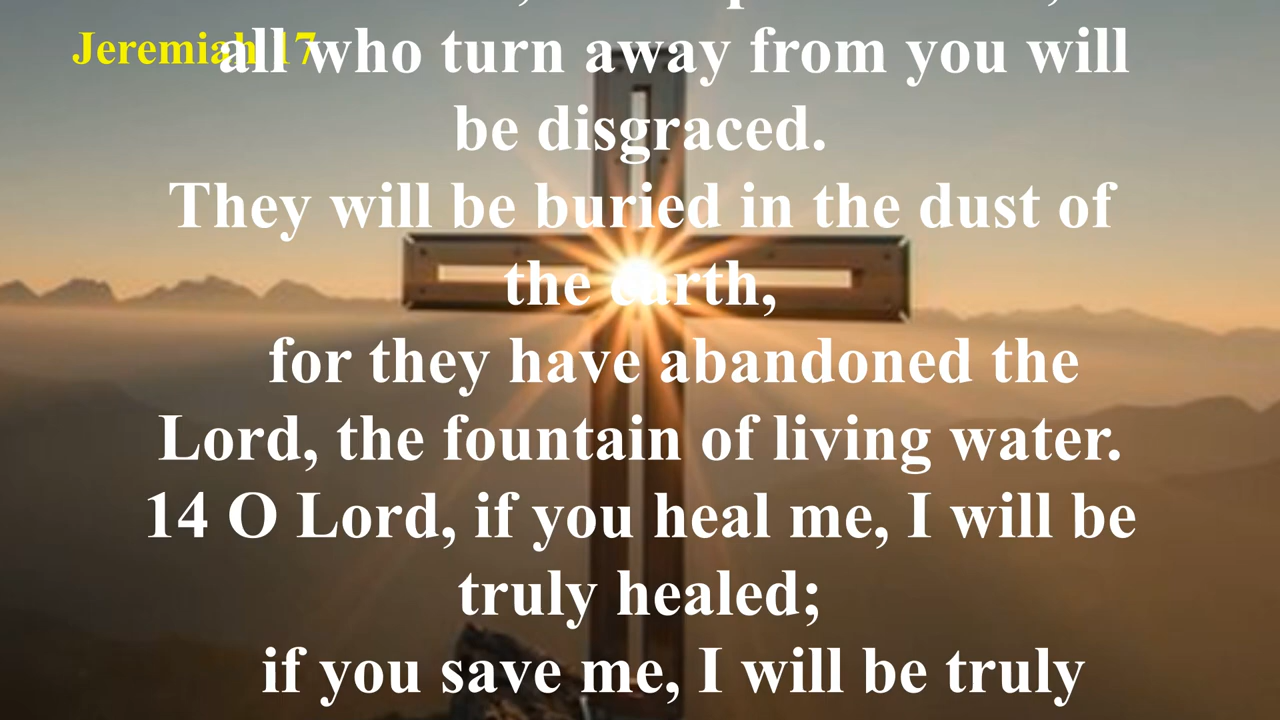 Jeremiah 17
all who turn away from you will
be disgraced.
They will be buried in the dust of
the earth,
for they have abandoned the
Lord, the fountain of living water.
14 O Lord, if you heal me, I will be
truly healed;
if you save me, I will be truly